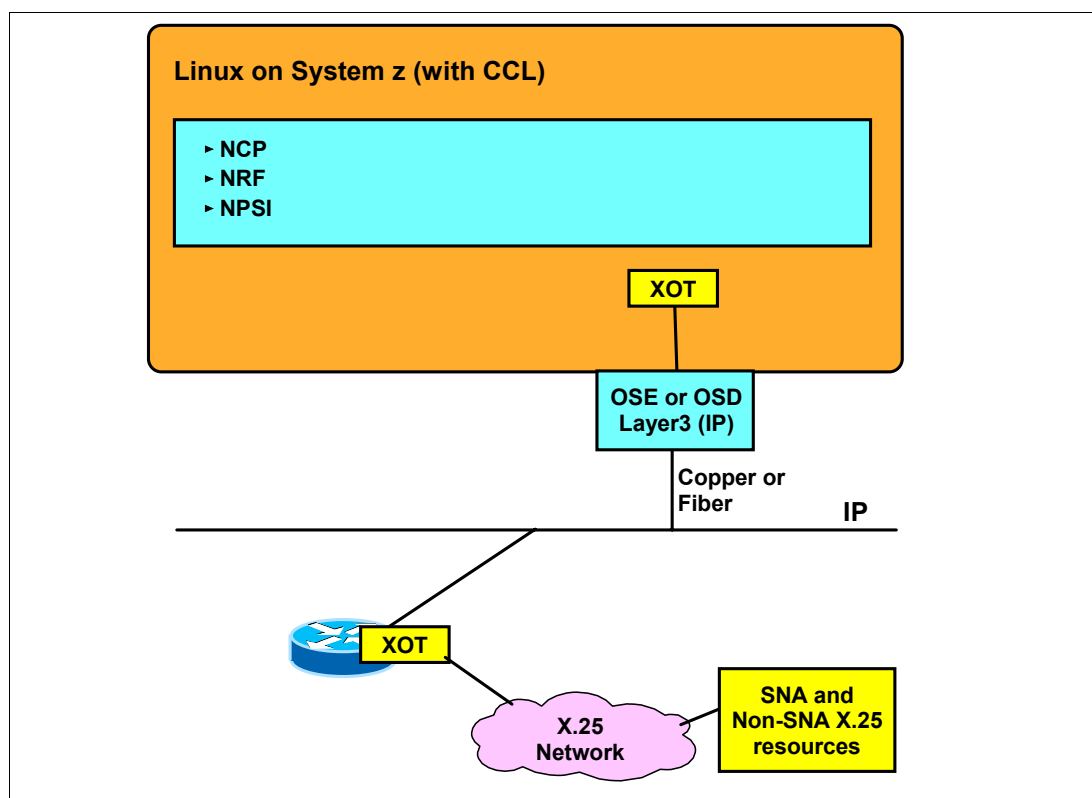 Linux on System z (with CCL)
► NCP
► NRF
► NPSI
XOT
OSE or OSD
Layer3 (IP)
Copper or
Fiber
IP
XOT
X.25
Network
SNA and
Non-SNA X.25
resources